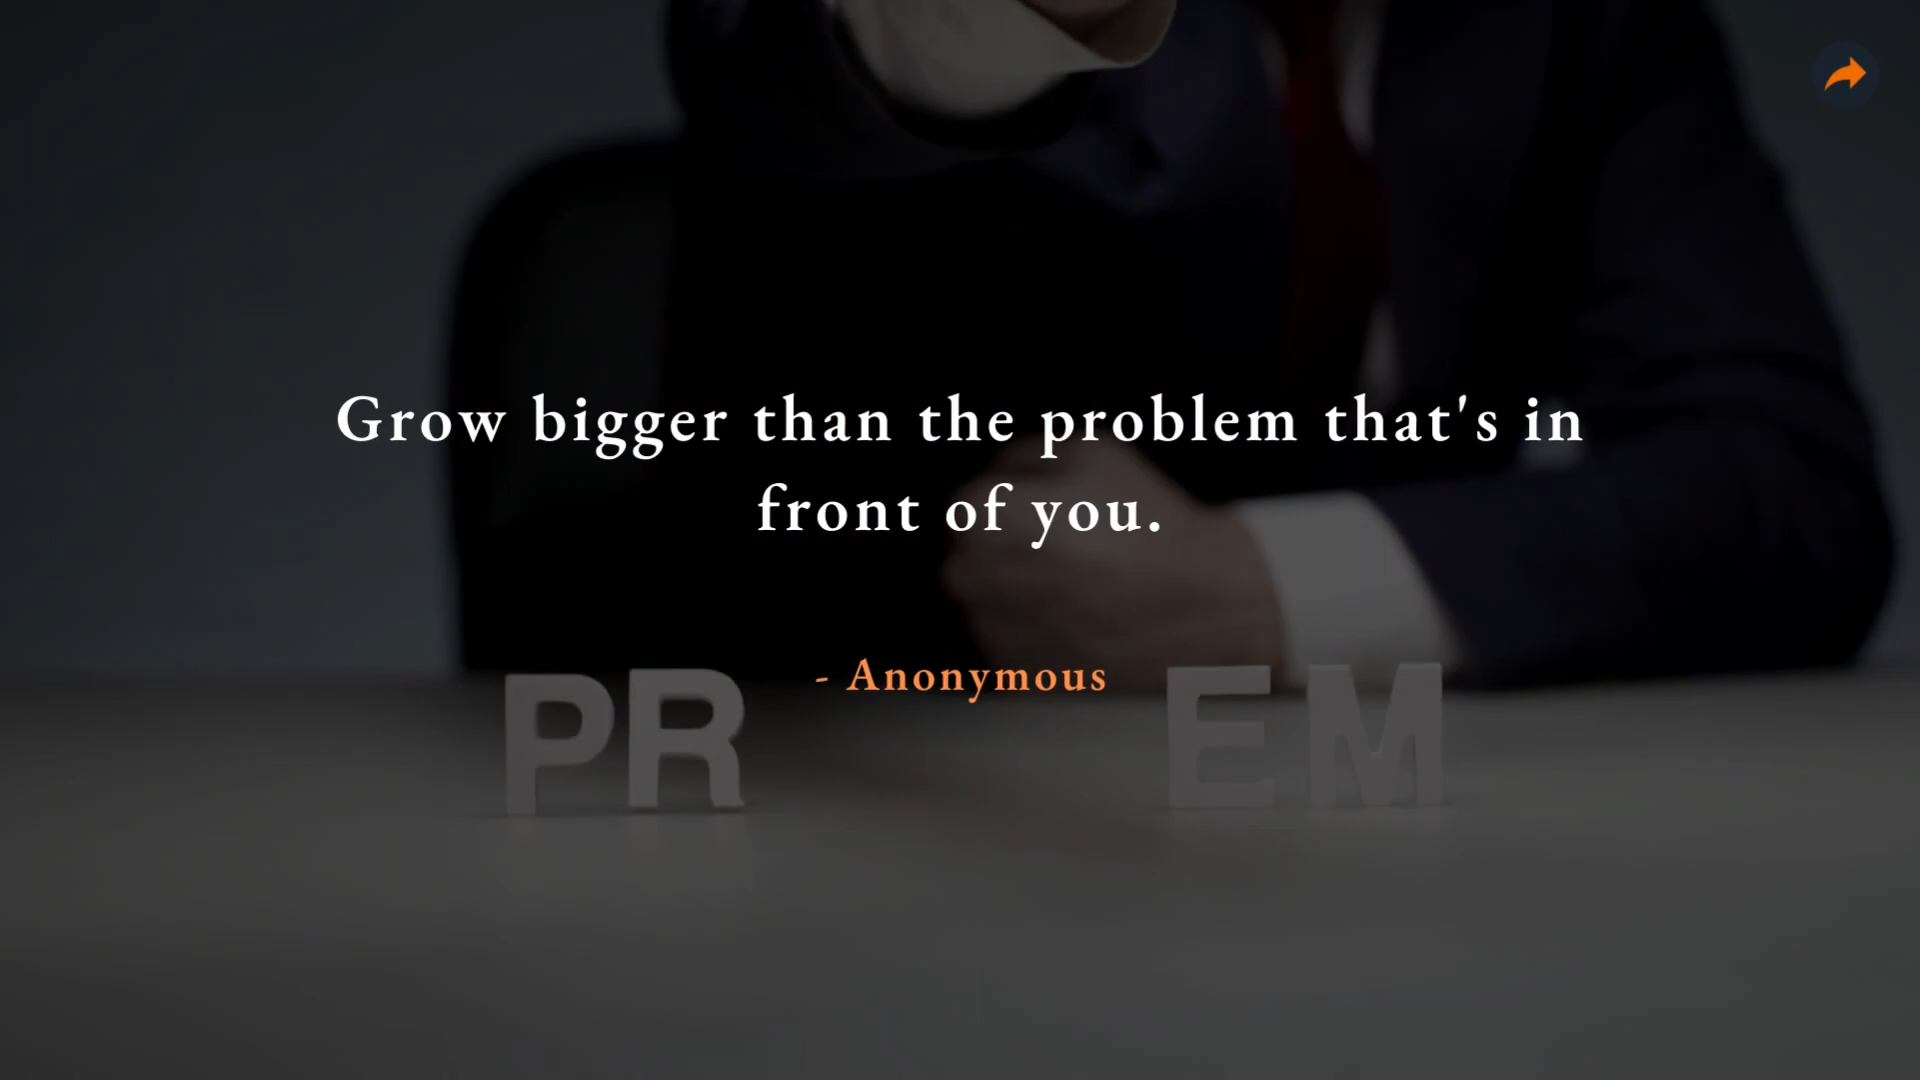 Grow bigger than the problem that's in
front of you.
- Anonymous
PR EM